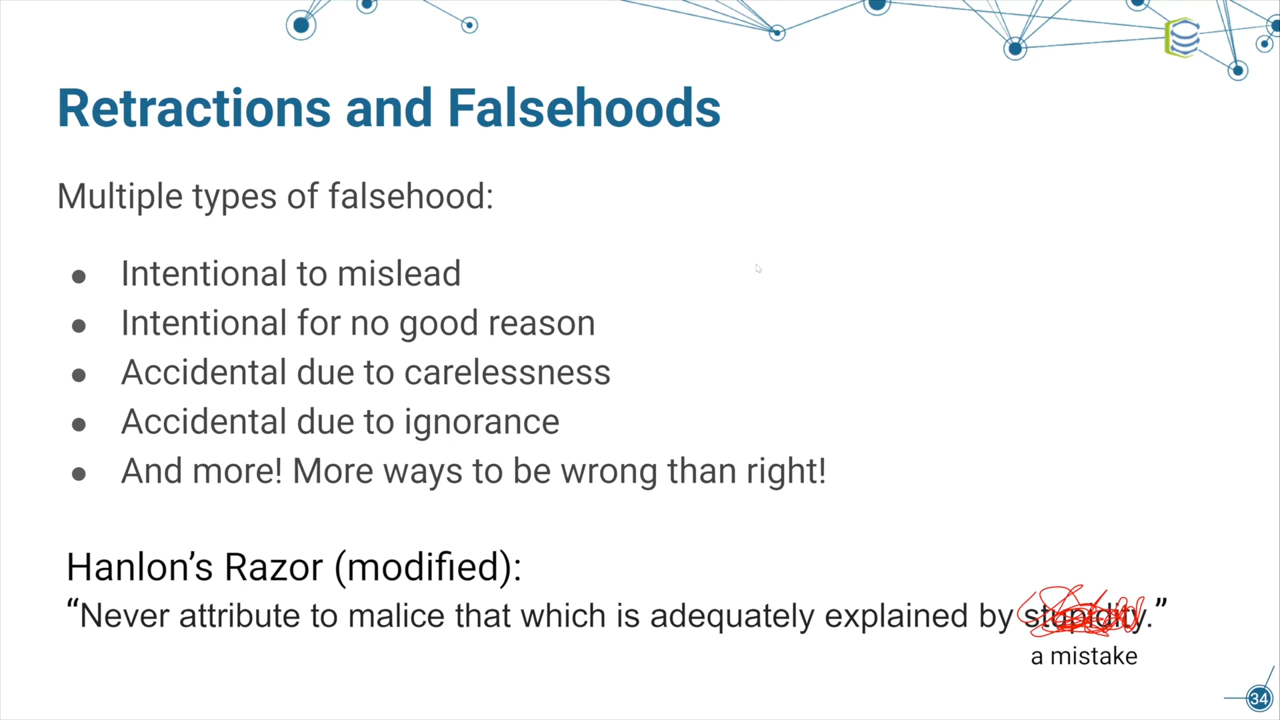 Retractions and Falsehoods
Multiple types of falsehood:
● Intentional to mislead
● Intentional for no good reason
● Accidental due to carelessness
● Accidental due to ignorance
● And more! More ways to be wrong than right!
Hanlon’s Razor (modified):
“Never attribute to malice that which is adequately explained by stupidity.”
a mistake
34